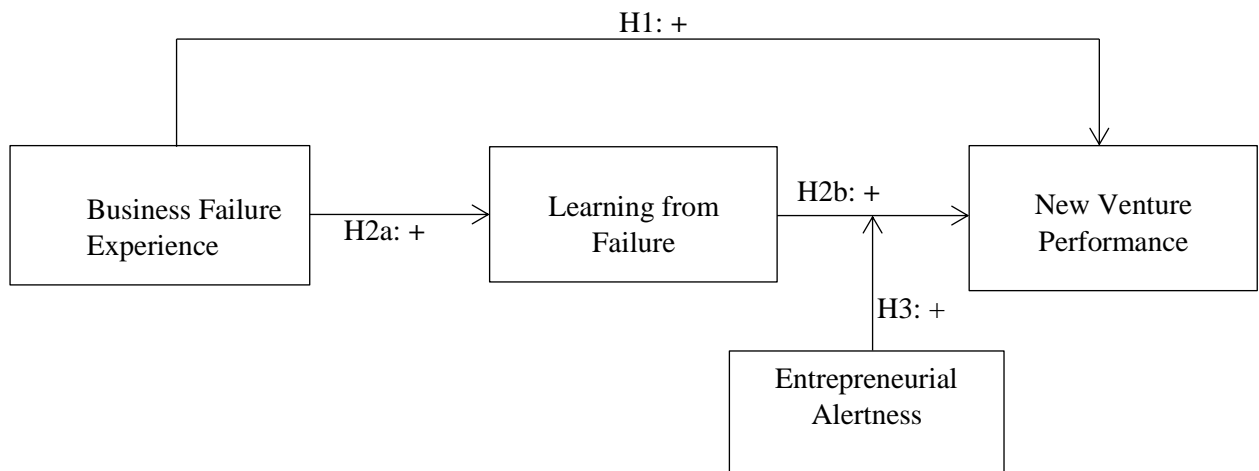 H1: +
Business Failure
Experience
H2a: +
Learning from
Failure
H2b: +
New Venture
Performance
H3: +
Entrepreneurial
Alertness